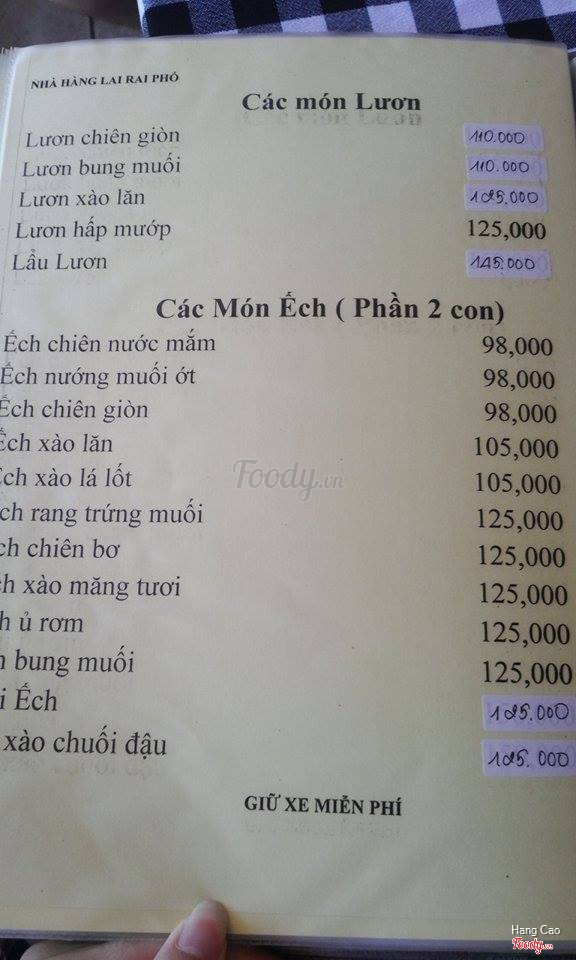 NHÀ HÀNG LAI RAI PHỐ
Các món Lươn
Lươn chiên giòn 110.000
Lươn bung muối 110.000
Lươn xào lăn 125.000
Lươn hấp mướp 125,000
Lẩu Lươn 145.000
Các Món Ếch ( Phần 2 con)
Ếch chiên nước mắm 98,000
Ếch nướng muối ớt 98,000
Ếch chiên giòn 98,000
Ếch xào lăn 105,000
ch xào lá lốt 105,000
ch rang trứng muối 125,000
ch chiên bơ 125,000
h xào măng tươi 125,000
h ủ rơm 125,000
bung muối 125,000
i Ếch 125.000
xào chuối đậu 125.000
GIỮ XE MIỄN PHÍ
Foody.vn
Hang Cao
Foody.vn